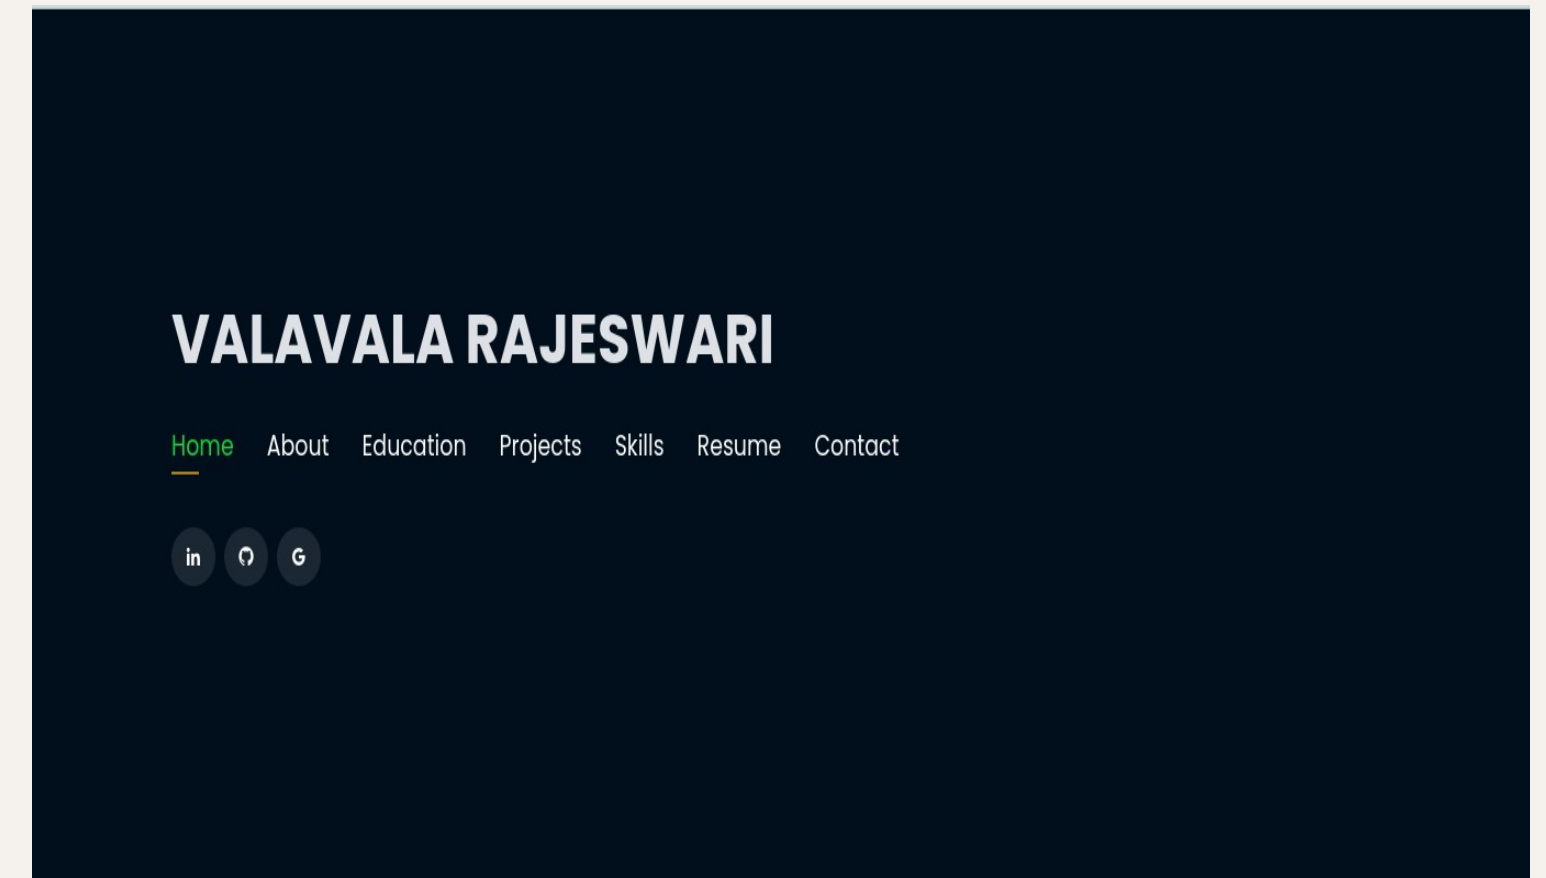 VALAVALA RAJESWARI
Home About Education Projects Skills Resume Contact
in G